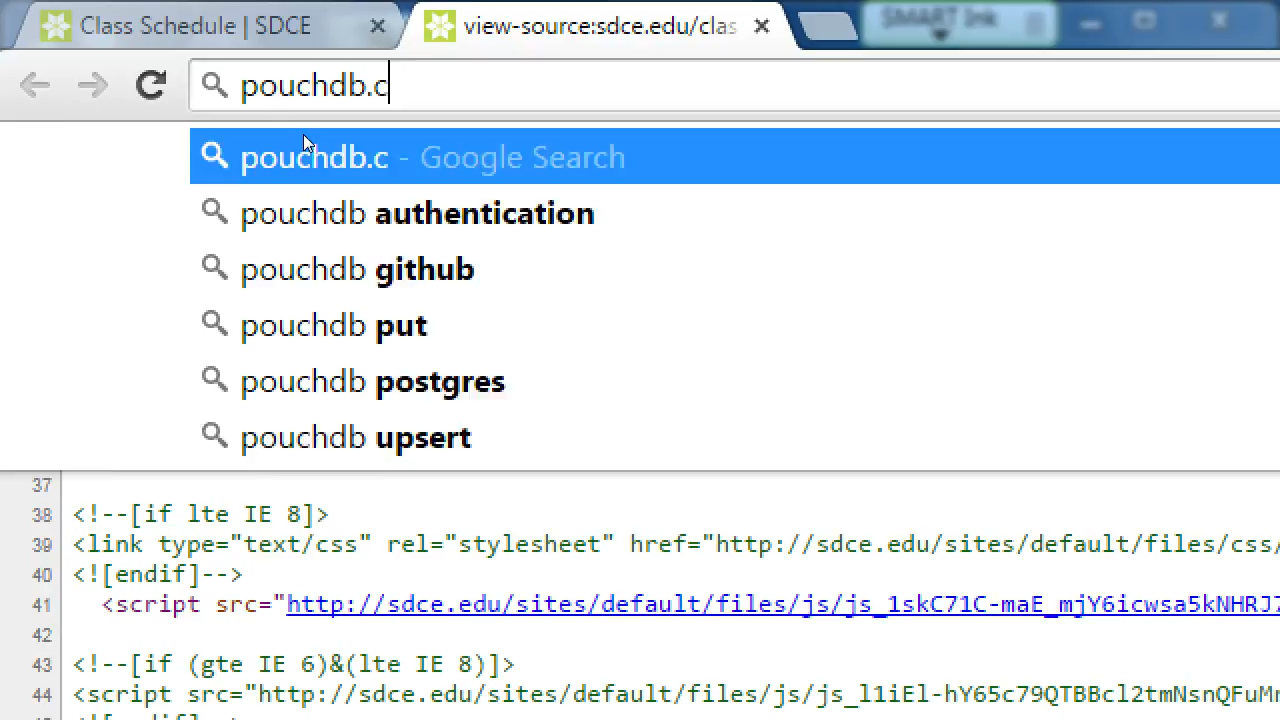 Class Schedule | SDCE
view-source:sdce.edu/clas
SMART Ink
pouchdb.c
pouchdb.c - Google Search
pouchdb authentication
pouchdb github
pouchdb put
pouchdb postgres
pouchdb upsert
37
38 <!--[if lte IE 8]>
39 <link type="text/css" rel="stylesheet" href="http://sdce.edu/sites/default/files/css/
40 <![endif]-->
41 <script src="http://sdce.edu/sites/default/files/js/js_1skC71C-maE_mjY6icwsa5kNHRJ7
42
43 <!--[if (gte IE 6)&(lte IE 8)]>
44 <script src="http://sdce.edu/sites/default/files/js/js_l1iEl-hY65c79QTBBcl2tmNsnQFuMr